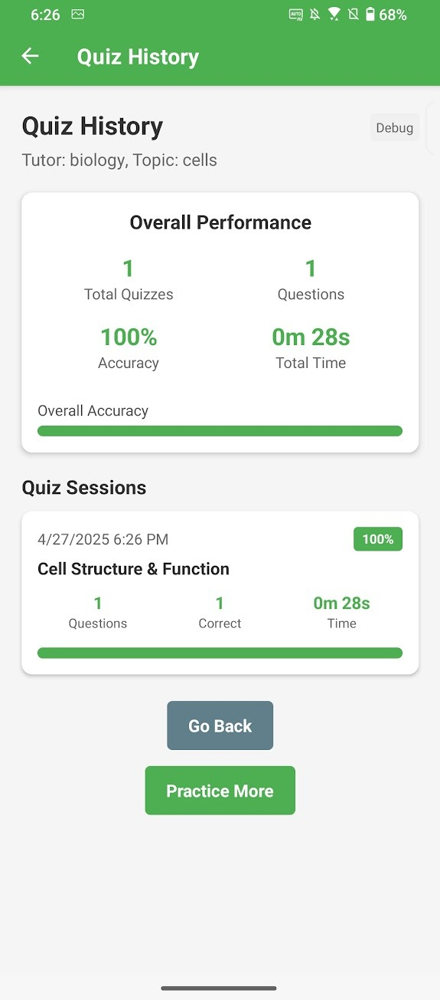 6:26 AUTO Hz 68%
Quiz History
Quiz History Debug
Tutor: biology, Topic: cells
Overall Performance
1 1
Total Quizzes Questions
100% 0m 28s
Accuracy Total Time
Overall Accuracy
Quiz Sessions
4/27/2025 6:26 PM 100%
Cell Structure & Function
1 1 0m 28s
Questions Correct Time
Go Back
Practice More